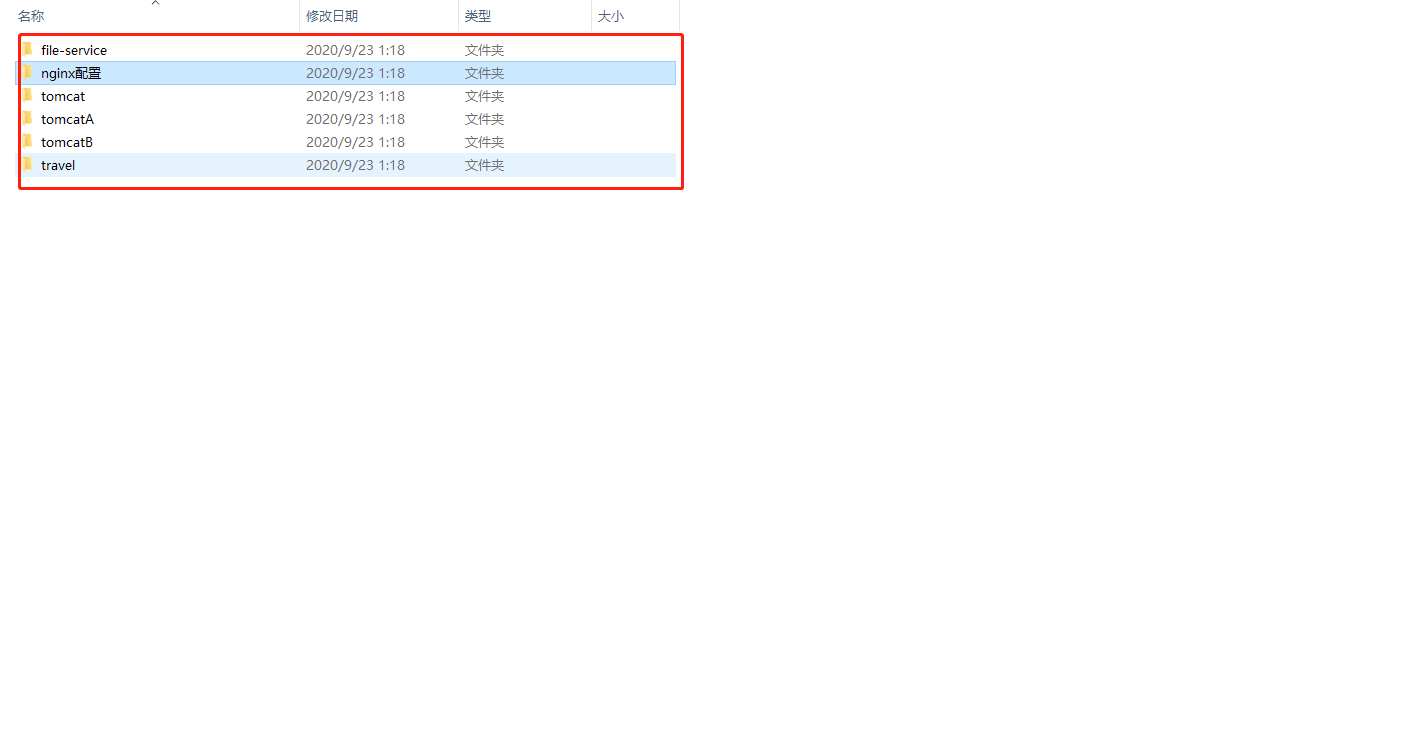 名称 修改日期 类型 大小
file-service 2020/9/23 1:18 文件夹
nginx配置 2020/9/23 1:18 文件夹
tomcat 2020/9/23 1:18 文件夹
tomcatA 2020/9/23 1:18 文件夹
tomcatB 2020/9/23 1:18 文件夹
travel 2020/9/23 1:18 文件夹